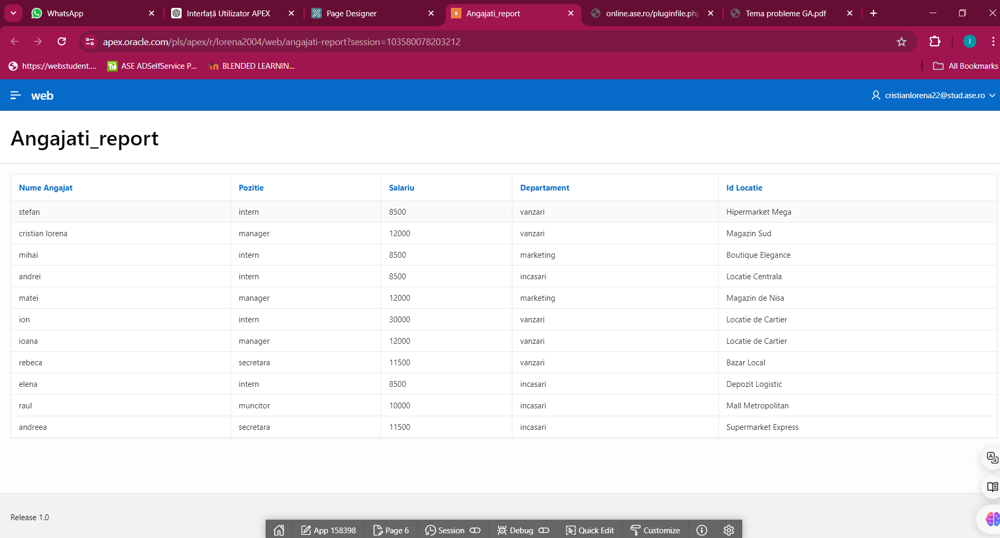 WhatsApp
Interfață Utilizator APEX
Page Designer
Angajati_report
online.ase.ro/pluginfile.php
Tema probleme GA.pdf
apex.oracle.com/pls/apex/r/lorena2004/web/angajati-report?session=103580078203212
I
https://webstudent....
ASE ADSelfService P...
BLENDED LEARNIN...
All Bookmarks
web
cristianlorena22@stud.ase.ro
Angajati_report
Nume Angajat Pozitie Salariu Departament Id Locatie
stefan intern 8500 vanzari Hipermarket Mega
cristian lorena manager 12000 vanzari Magazin Sud
mihai intern 8500 marketing Boutique Elegance
andrei intern 8500 incasari Locatie Centrala
matei manager 12000 marketing Magazin de Nisa
ion intern 30000 vanzari Locatie de Cartier
ioana manager 12000 vanzari Locatie de Cartier
rebeca secretara 11500 vanzari Bazar Local
elena intern 8500 incasari Depozit Logistic
raul muncitor 10000 incasari Mall Metropolitan
andreea secretara 11500 incasari Supermarket Express
Release 1.0
App 158398
Page 6
Session
Debug
Quick Edit
Customize